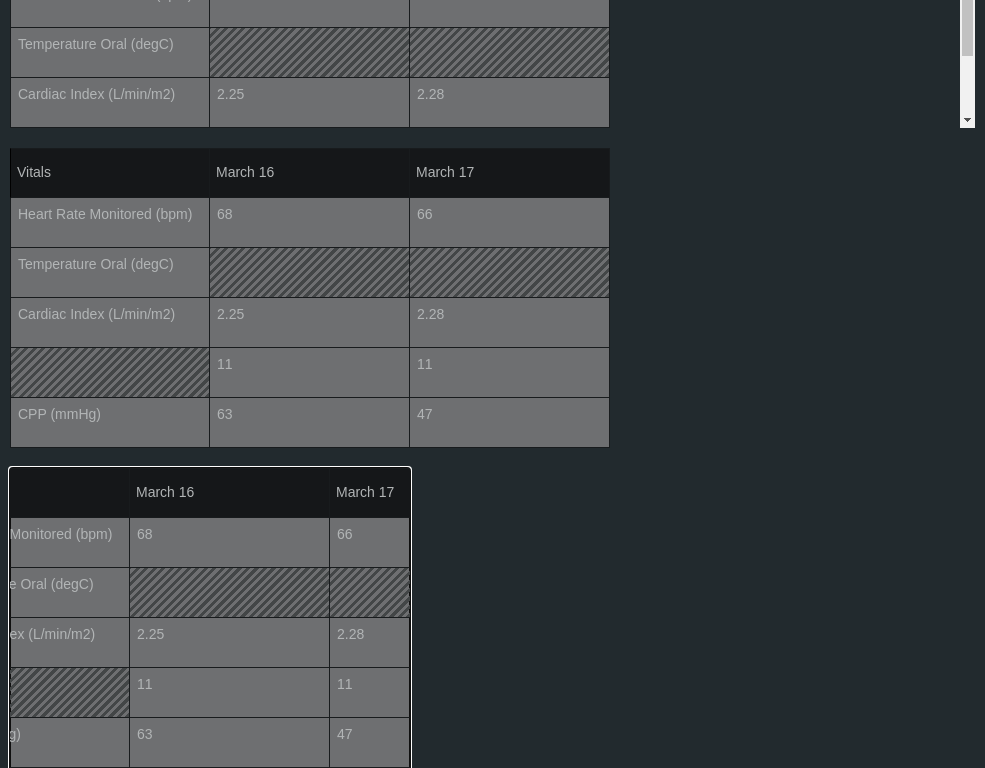 Temperature Oral (degC)
Cardiac Index (L/min/m2) 2.25 2.28
Vitals March 16 March 17
Heart Rate Monitored (bpm) 68 66
Temperature Oral (degC)
Cardiac Index (L/min/m2) 2.25 2.28
11 11
CPP (mmHg) 63 47
March 16 March 17
Monitored (bpm) 68 66
e Oral (degC)
ex (L/min/m2) 2.25 2.28
11 11
g) 63 47